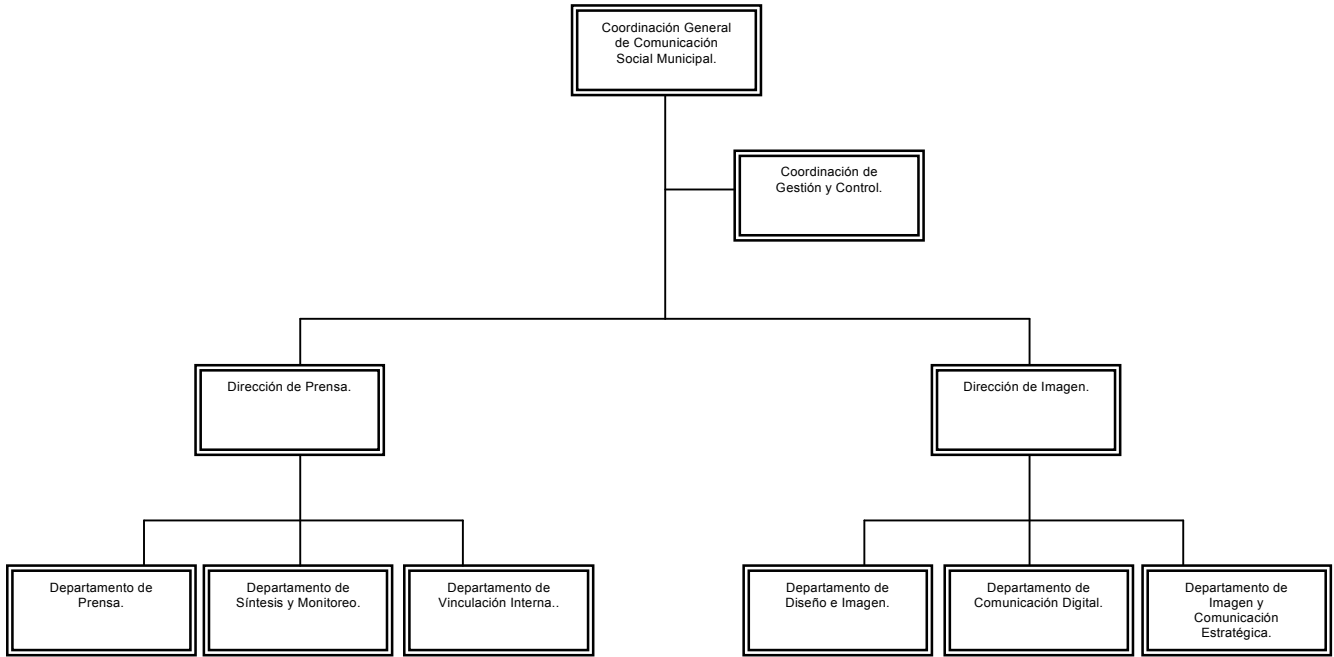 Coordinación General
de Comunicación
Social Municipal.
Coordinación de
Gestión y Control.
Dirección de Prensa.
Dirección de Imagen.
Departamento de
Prensa.
Departamento de
Síntesis y Monitoreo.
Departamento de
Vinculación Interna..
Departamento de
Diseño e Imagen.
Departamento de
Comunicación Digital.
Departamento de
Imagen y
Comunicación
Estratégica.